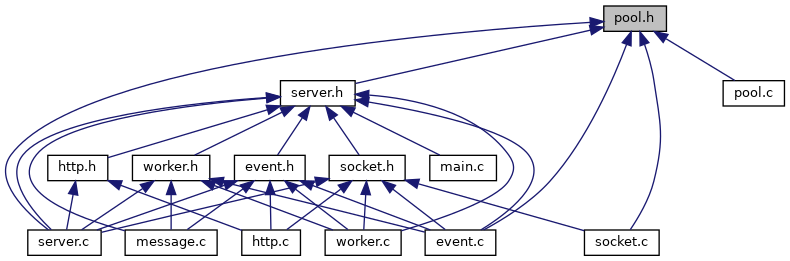 pool.h
server.h
pool.c
http.h
worker.h
event.h
socket.h
main.c
server.c
message.c
http.c
worker.c
event.c
socket.c